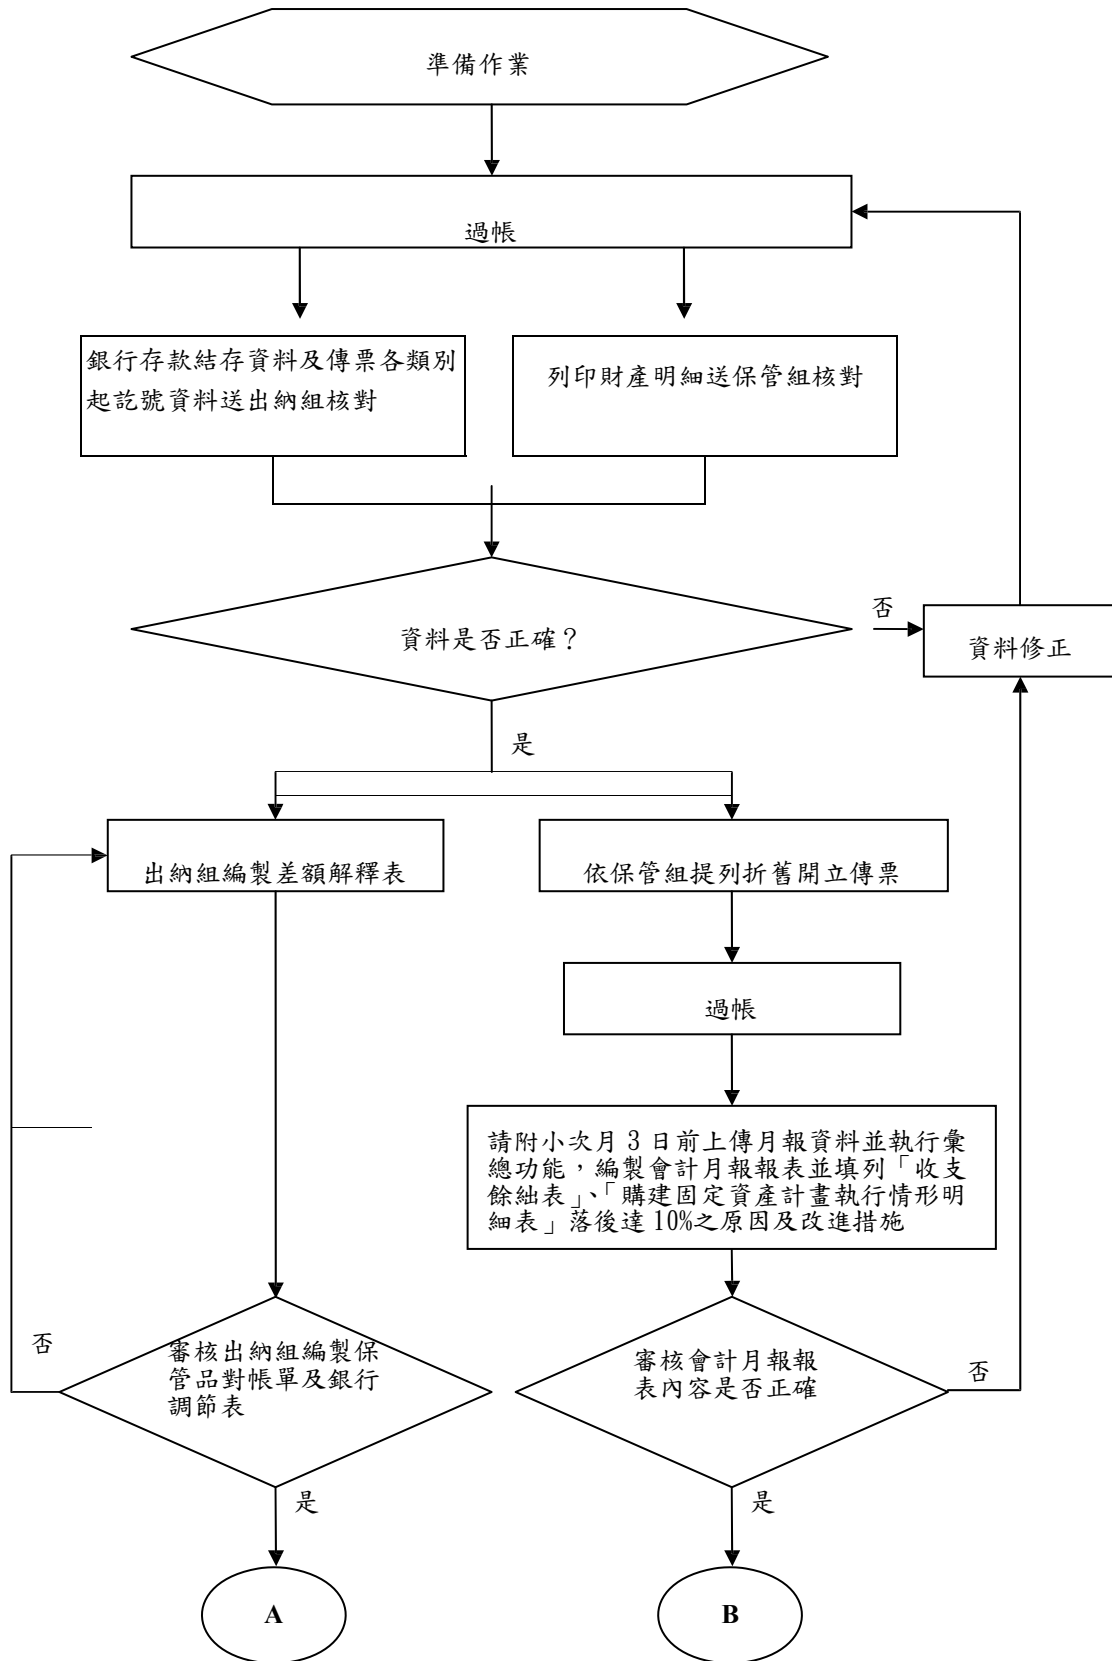 準備作業
過帳
銀行存款結存資料及傳票各類別
起訖號資料送出納組核對
列印財產明細送保管組核對
資料是否正確？
否
資料修正
是
出納組編製差額解釋表
依保管組提列折舊開立傳票
過帳
請附小次月 3 日前上傳月報資料並執行彙
總功能，編製會計月報報表並填列「收支
餘絀表」、「購建固定資產計畫執行情形明
細表」落後達 10%之原因及改進措施
否
審核出納組編製保
管品對帳單及銀行
調節表
審核會計月報報
表內容是否正確
否
是
是
A
B